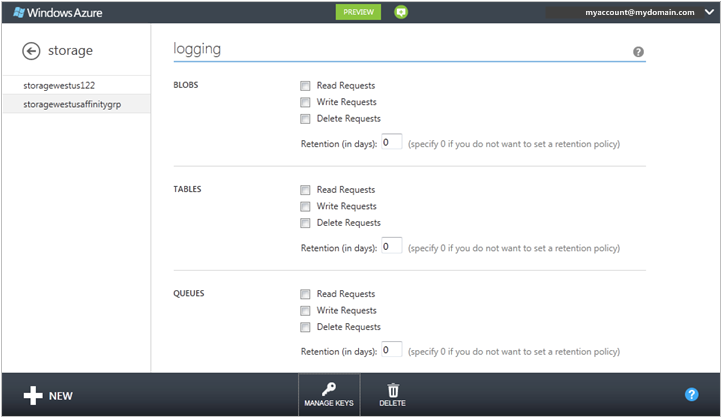 Windows Azure PREVIEW myaccount@mydomain.com
storage
storagewestus122
storagewestusaffinitygrp
logging ?
BLOBS Read Requests
Write Requests
Delete Requests
Retention (in days): 0 (specify 0 if you do not want to set a retention policy)
TABLES Read Requests
Write Requests
Delete Requests
Retention (in days): 0 (specify 0 if you do not want to set a retention policy)
QUEUES Read Requests
Write Requests
Delete Requests
Retention (in days): 0 (specify 0 if you do not want to set a retention policy)
NEW MANAGE KEYS DELETE ?